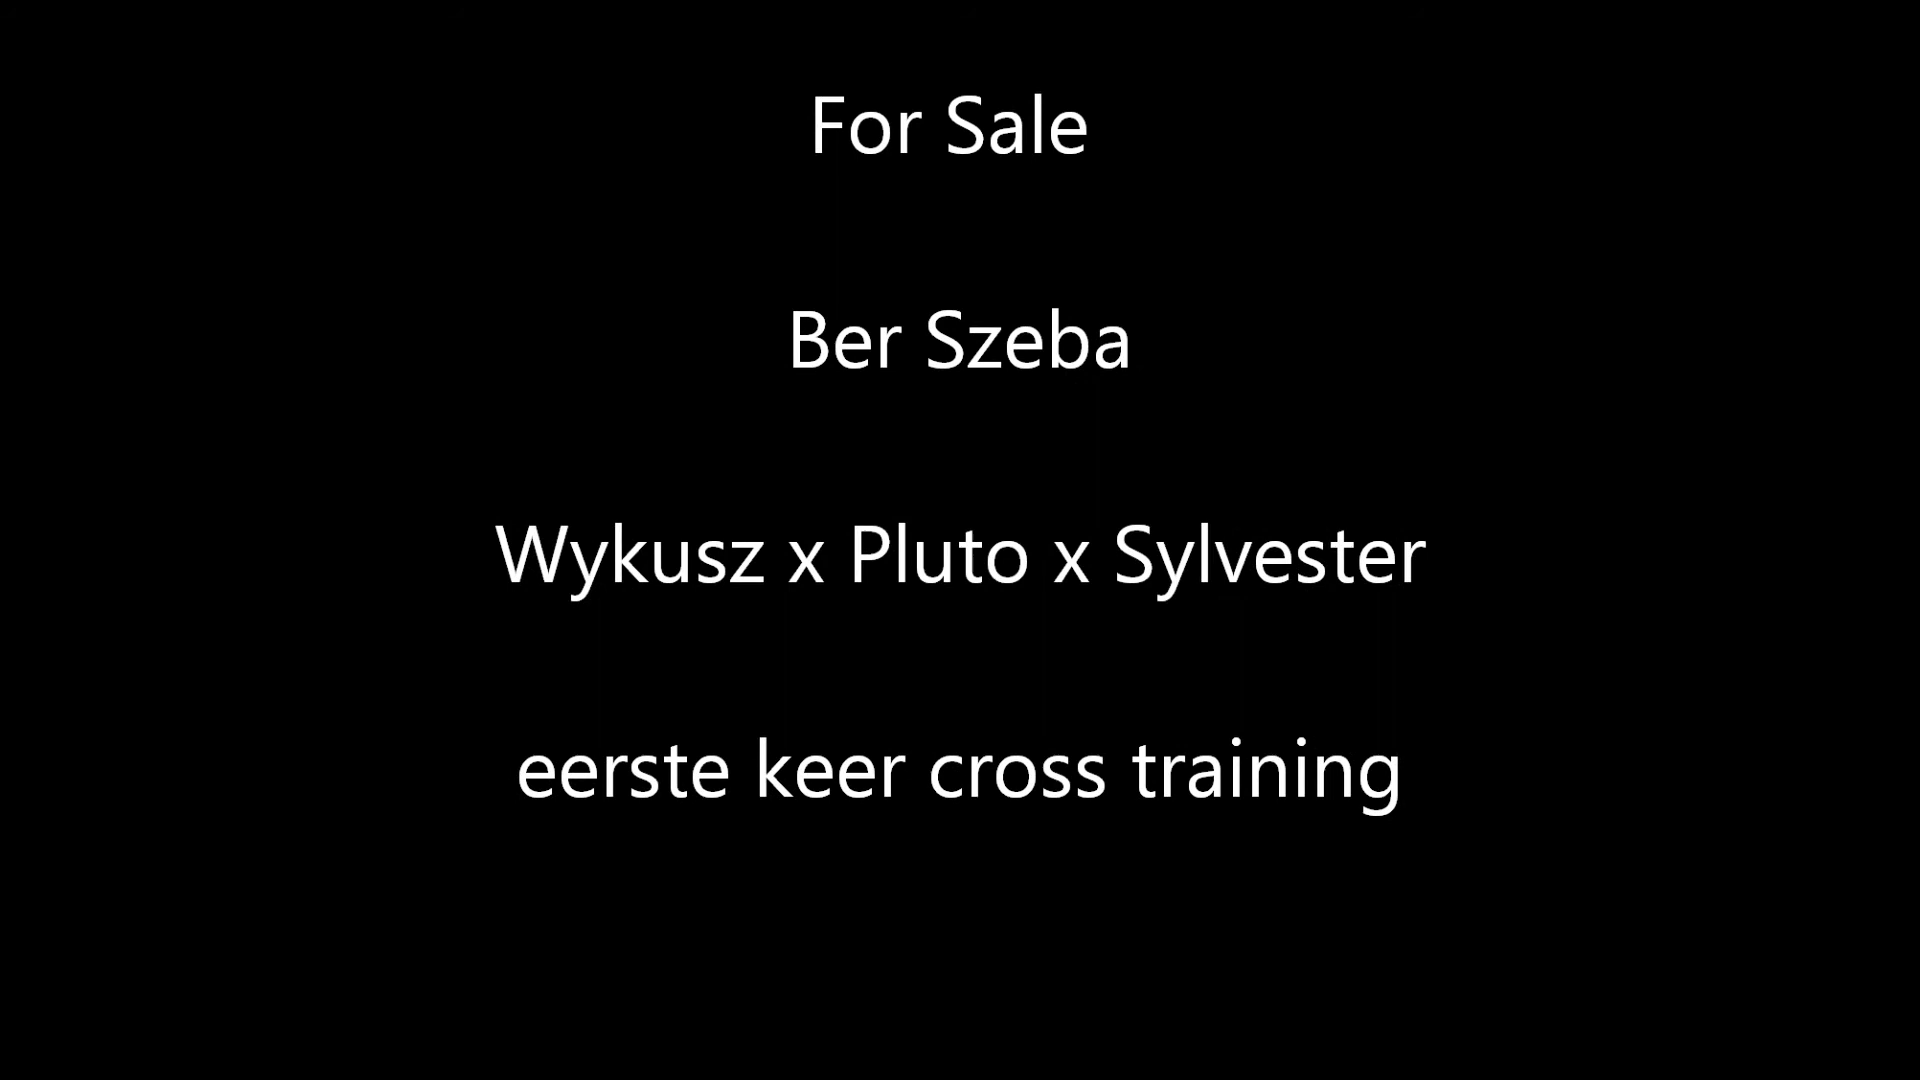 For Sale
Ber Szeba
Wykusz x Pluto x Sylvester
eerste keer cross training